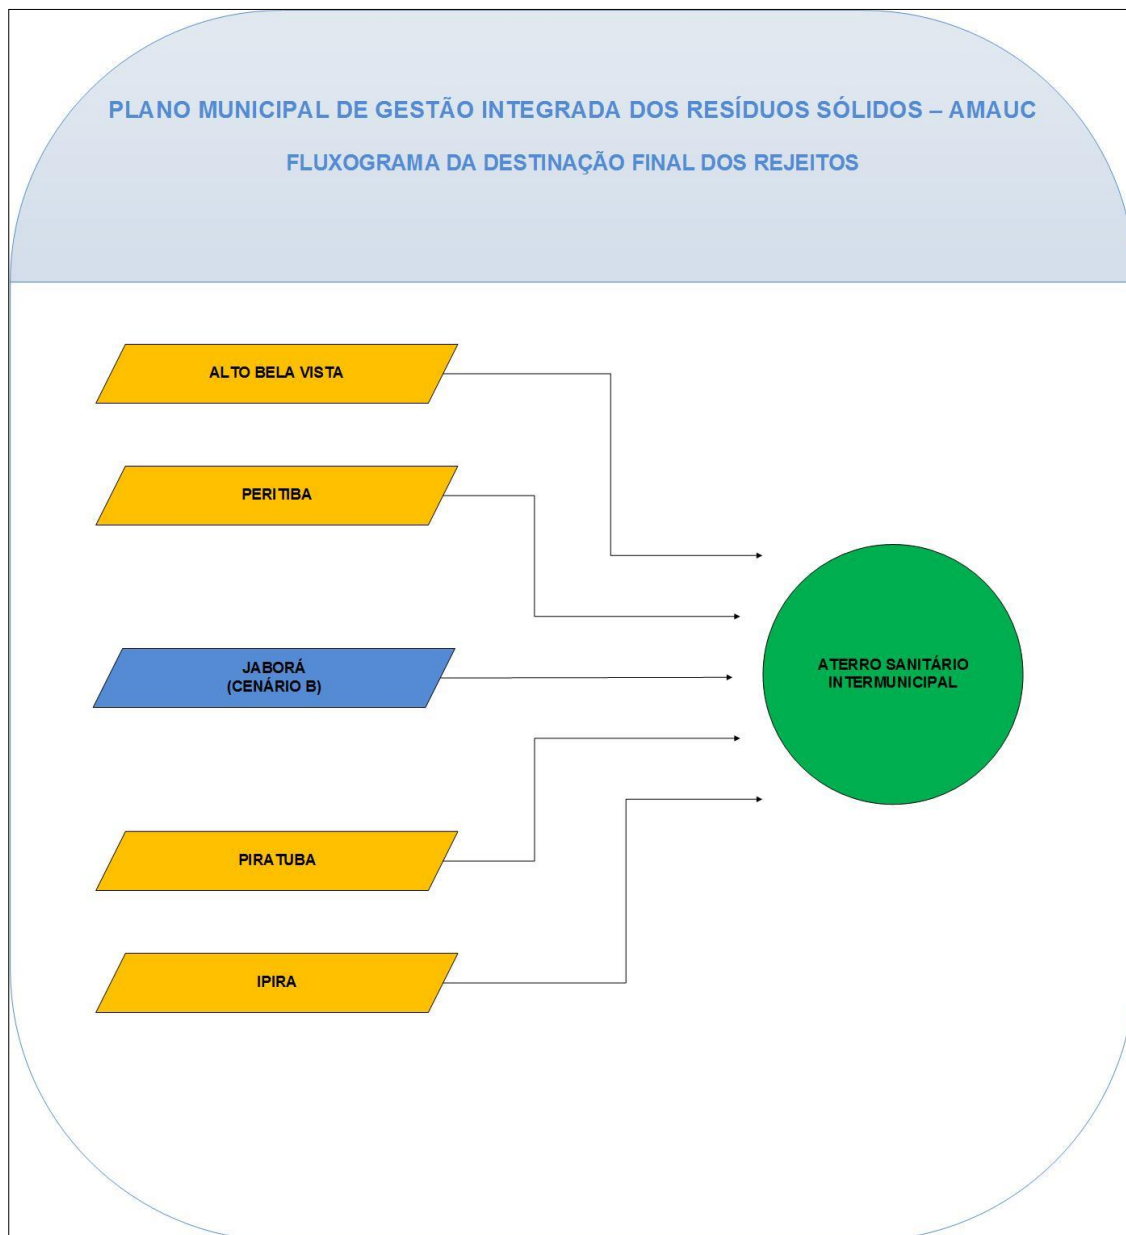 PLANO MUNICIPAL DE GESTÃO INTEGRADA DOS RESÍDUOS SÓLIDOS – AMAUC
FLUXOGRAMA DA DESTINAÇÃO FINAL DOS REJEITOS
ALTO BELA VISTA
PERITIBA
JABORÁ
(CENÁRIO B)
PIRATUBA
IPIRA
ATERRO SANITÁRIO
INTERMUNICIPAL